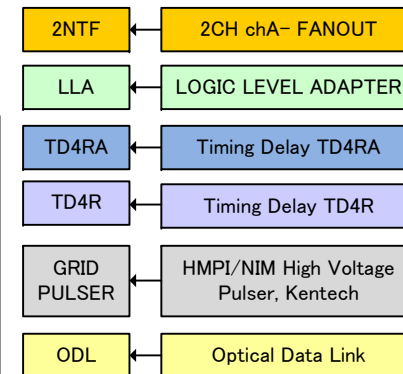 2NTF
2CH chA- FANOUT
LLA
LOGIC LEVEL ADAPTER
TD4RA
Timing Delay TD4RA
TD4R
Timing Delay TD4R
GRID
PULSER
HMPI/NIM High Voltage
Pulser, Kentech
ODL
Optical Data Link